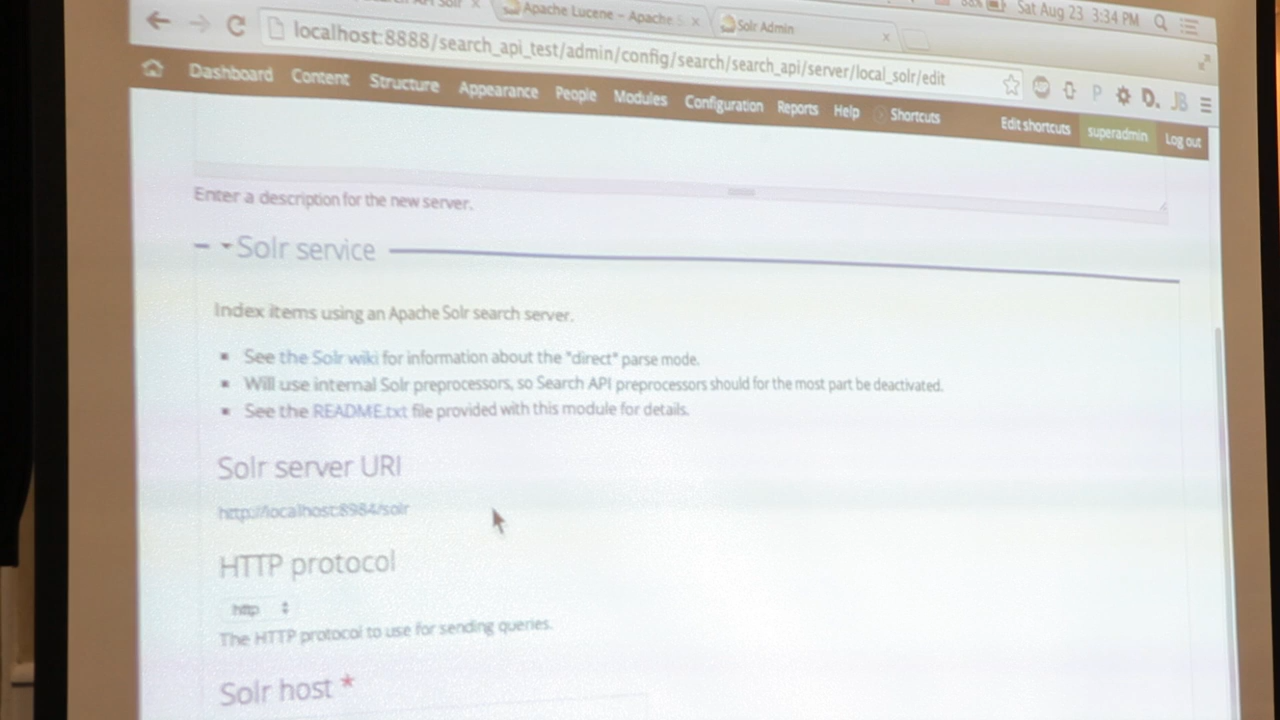 Sat Aug 23 3:34 PM
Apache Lucene – Apache S
Solr Admin
localhost:8888/search_api_test/admin/config/search/search_api/server/local_solr/edit
Dashboard Content Structure Appearance People Modules Configuration Reports Help Shortcuts Edit shortcuts superadmin Log out
Enter a description for the new server.
Solr service
Index items using an Apache Solr search server.
See the Solr wiki for information about the "direct" parse mode.
Will use internal Solr preprocessors, so Search API preprocessors should for the most part be deactivated.
See the README.txt file provided with this module for details.
Solr server URI
http://localhost:8984/solr
HTTP protocol
http
The HTTP protocol to use for sending queries.
Solr host *